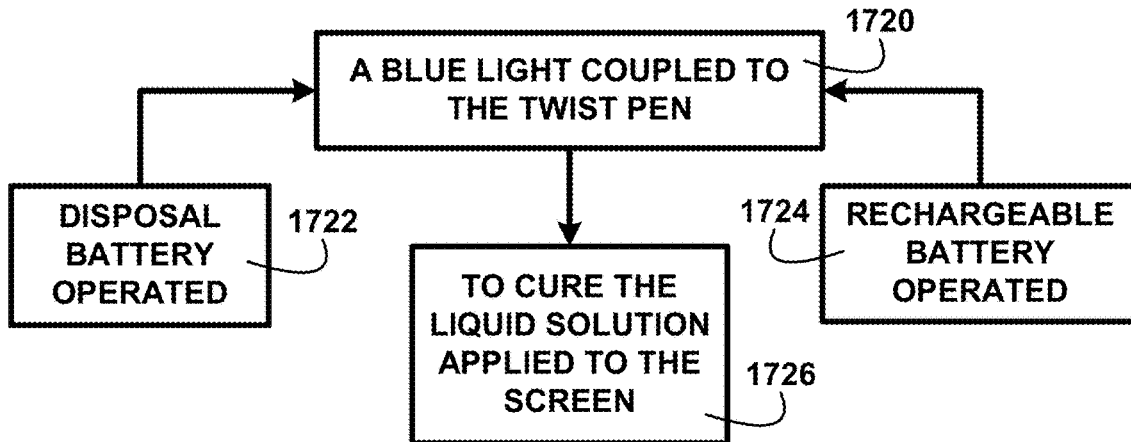 1720
A BLUE LIGHT COUPLED TO
THE TWIST PEN
DISPOSAL
BATTERY
OPERATED
1722
1724
RECHARGEABLE
BATTERY
OPERATED
TO CURE THE
LIQUID SOLUTION
APPLIED TO THE
SCREEN
1726